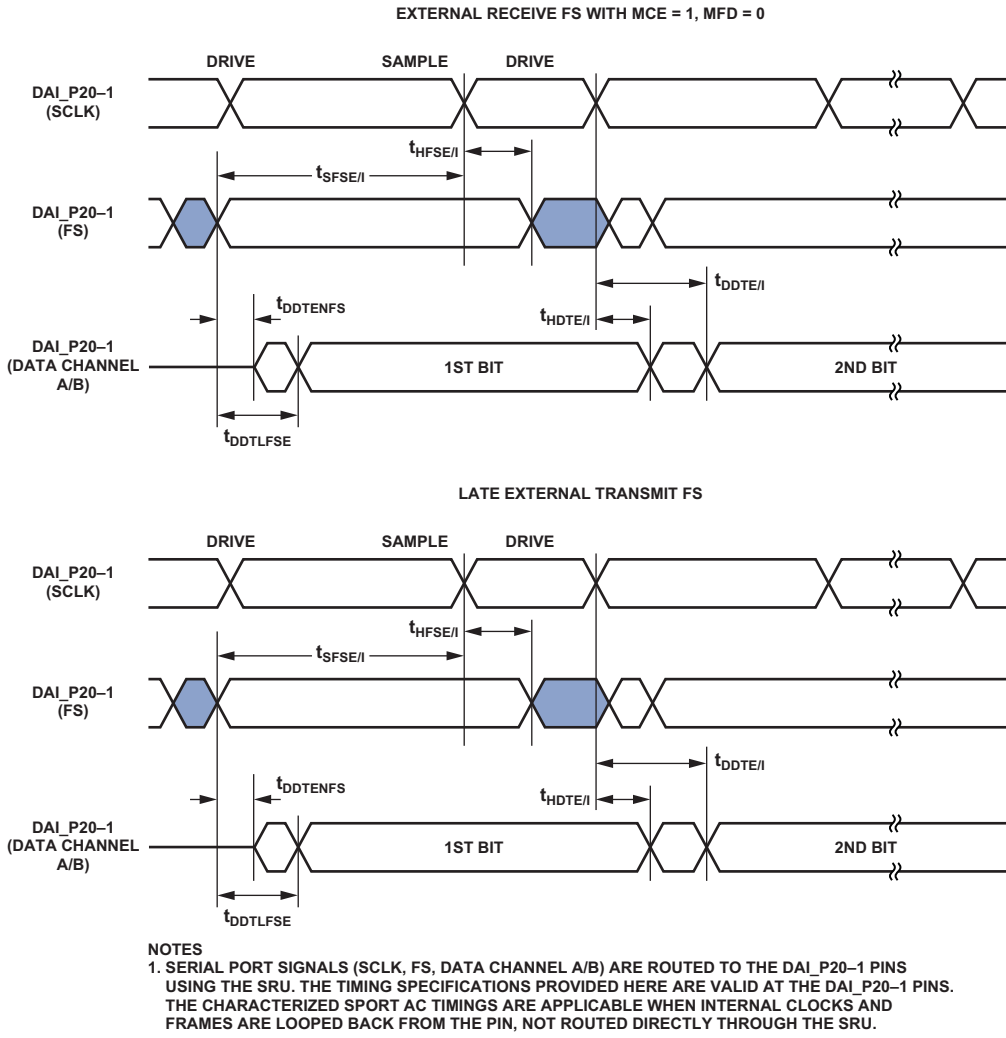 EXTERNAL RECEIVE FS WITH MCE = 1, MFD = 0
DRIVE SAMPLE DRIVE
DAI_P20–1
(SCLK)
tHFSE/I
tSFSE/I
DAI_P20–1
(FS)
tDDTE/I
tDDTENFS
tHDTE/I
DAI_P20–1
(DATA CHANNEL
A/B)
1ST BIT
2ND BIT
tDDTLFSE
LATE EXTERNAL TRANSMIT FS
DRIVE SAMPLE DRIVE
DAI_P20–1
(SCLK)
tHFSE/I
tSFSE/I
DAI_P20–1
(FS)
tDDTE/I
tDDTENFS
tHDTE/I
DAI_P20–1
(DATA CHANNEL
A/B)
1ST BIT
2ND BIT
tDDTLFSE
NOTES
1. SERIAL PORT SIGNALS (SCLK, FS, DATA CHANNEL A/B) ARE ROUTED TO THE DAI_P20–1 PINS
USING THE SRU. THE TIMING SPECIFICATIONS PROVIDED HERE ARE VALID AT THE DAI_P20–1 PINS.
THE CHARACTERIZED SPORT AC TIMINGS ARE APPLICABLE WHEN INTERNAL CLOCKS AND
FRAMES ARE LOOPED BACK FROM THE PIN, NOT ROUTED DIRECTLY THROUGH THE SRU.